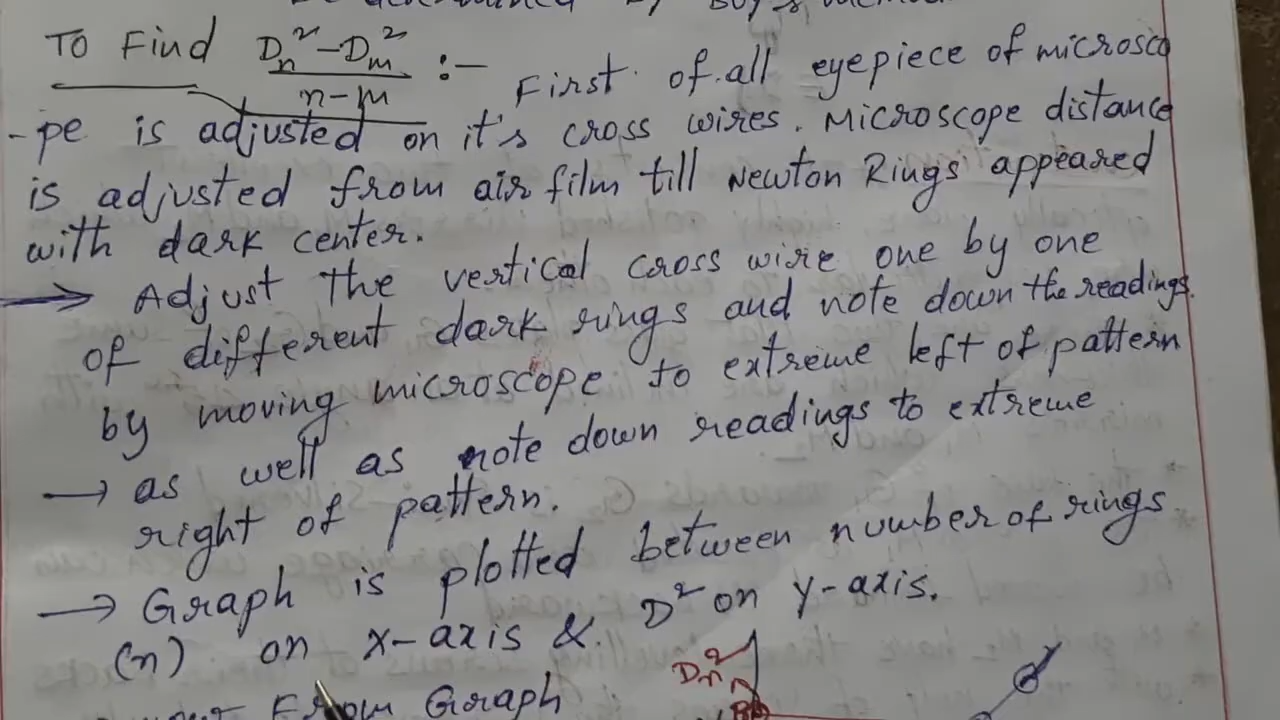 be determined by Boy's
To Find Dn²-Dm² / n-m :- First of all eyepiece of microsco
-pe is adjusted on it's cross wires. Microscope distance
is adjusted from air film till Newton Rings appeared
with dark center.
→ Adjust the vertical cross wire one by one
of different dark rings and note down the readings.
by moving microscope to extreme left of pattern
→ as well as note down readings to extreme
right of pattern.
→ Graph is plotted between number of rings
(n) on x-axis & D² on y-axis.
Dn²
From Graph